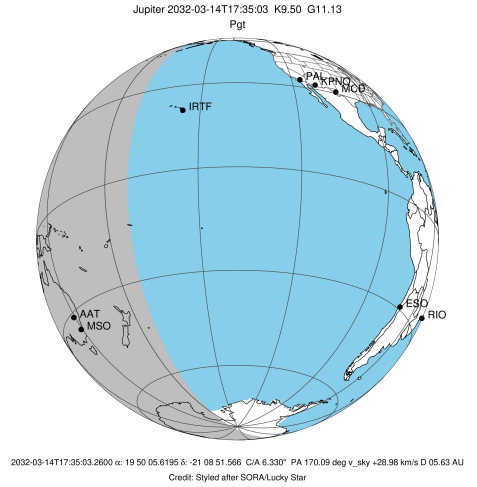 Jupiter 2032-03-14T17:35:03 K9.50 G11.13
Pgt
PAL
KPNO
MCD
IRTF
ESO
RIO
AAT
MSO
2032-03-14T17:35:03.2600 α: 19 50 05.6195 δ: -21 08 51.566 C/A 6.330" PA 170.09 deg v_sky +28.98 km/s D 05.63 AU
Credit: Styled after SORA/Lucky Star